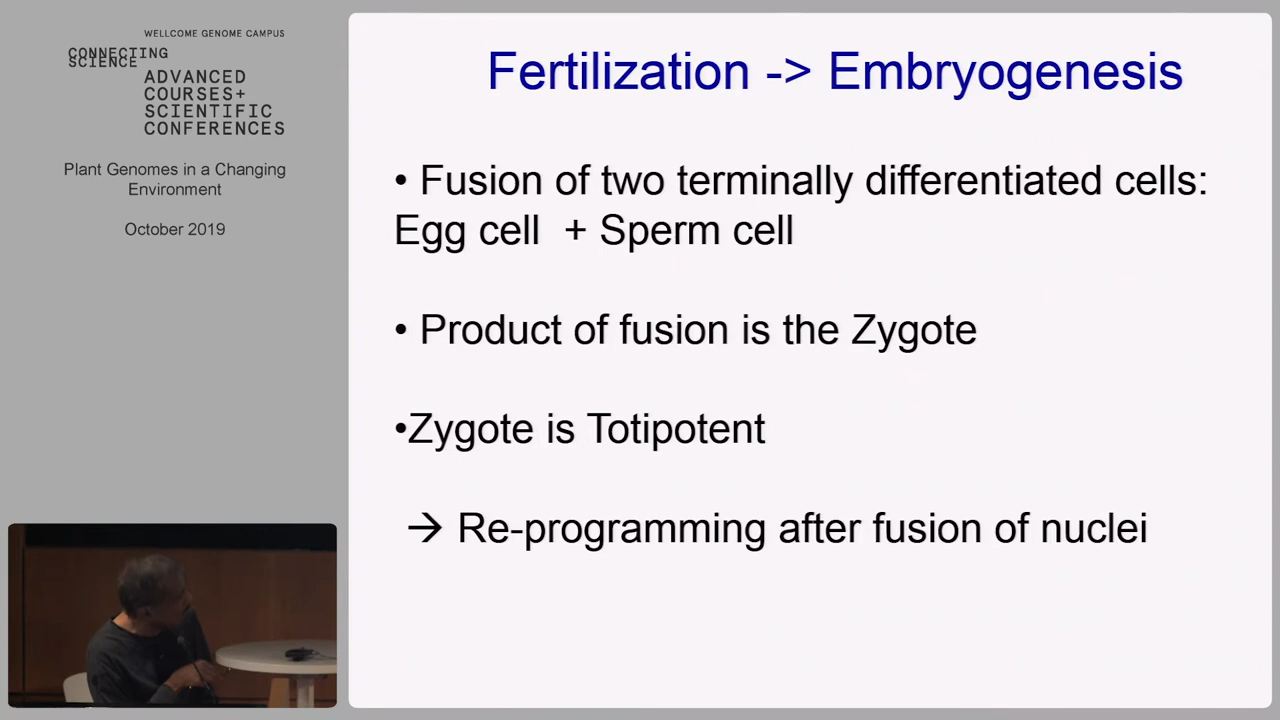 WELLCOME GENOME CAMPUS
CONNECTING
SCIENCE
ADVANCED
COURSES+
SCIENTIFIC
CONFERENCES
Plant Genomes in a Changing
Environment
October 2019
Fertilization -> Embryogenesis
• Fusion of two terminally differentiated cells:
Egg cell + Sperm cell
• Product of fusion is the Zygote
•Zygote is Totipotent
→ Re-programming after fusion of nuclei